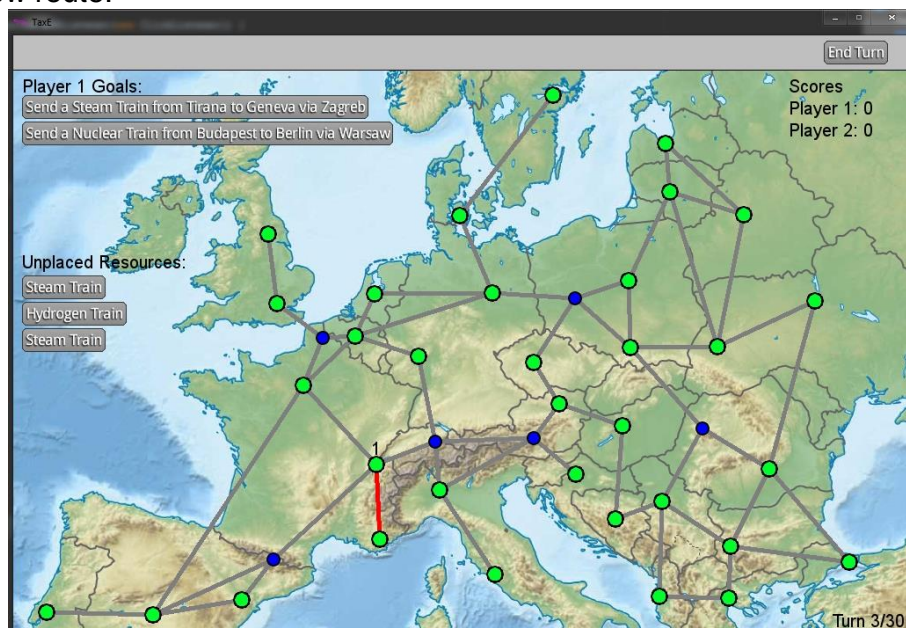 TaxE
End Turn
Player 1 Goals:
Send a Steam Train from Tirana to Geneva via Zagreb
Send a Nuclear Train from Budapest to Berlin via Warsaw
Scores
Player 1: 0
Player 2: 0
Unplaced Resources:
Steam Train
Hydrogen Train
Steam Train
1
Turn 3/30